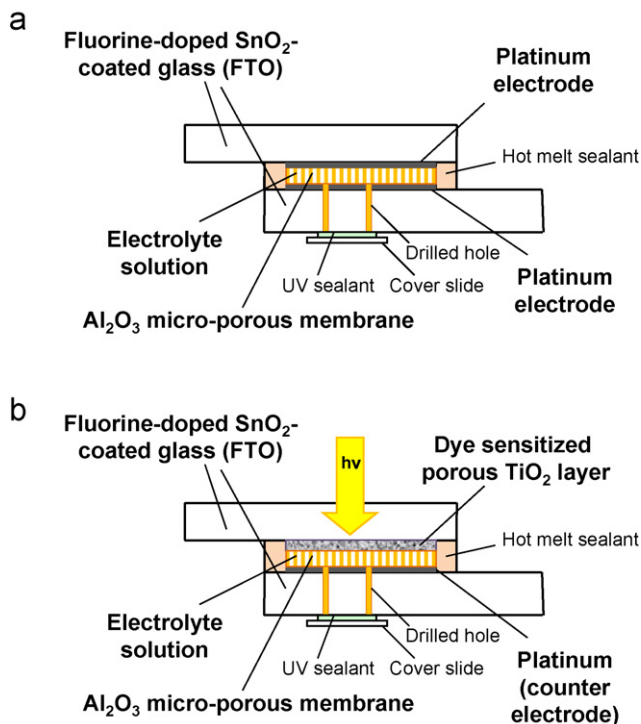 a
Fluorine-doped SnO₂-
coated glass (FTO)
Platinum
electrode
Hot melt sealant
Electrolyte
solution
Drilled hole
UV sealant
Cover slide
Platinum
electrode
Al₂O₃ micro-porous membrane
b
Fluorine-doped SnO₂-
coated glass (FTO)
hv
Dye sensitized
porous TiO₂ layer
Hot melt sealant
Electrolyte
solution
Drilled hole
UV sealant
Cover slide
Platinum
(counter
electrode)
Al₂O₃ micro-porous membrane